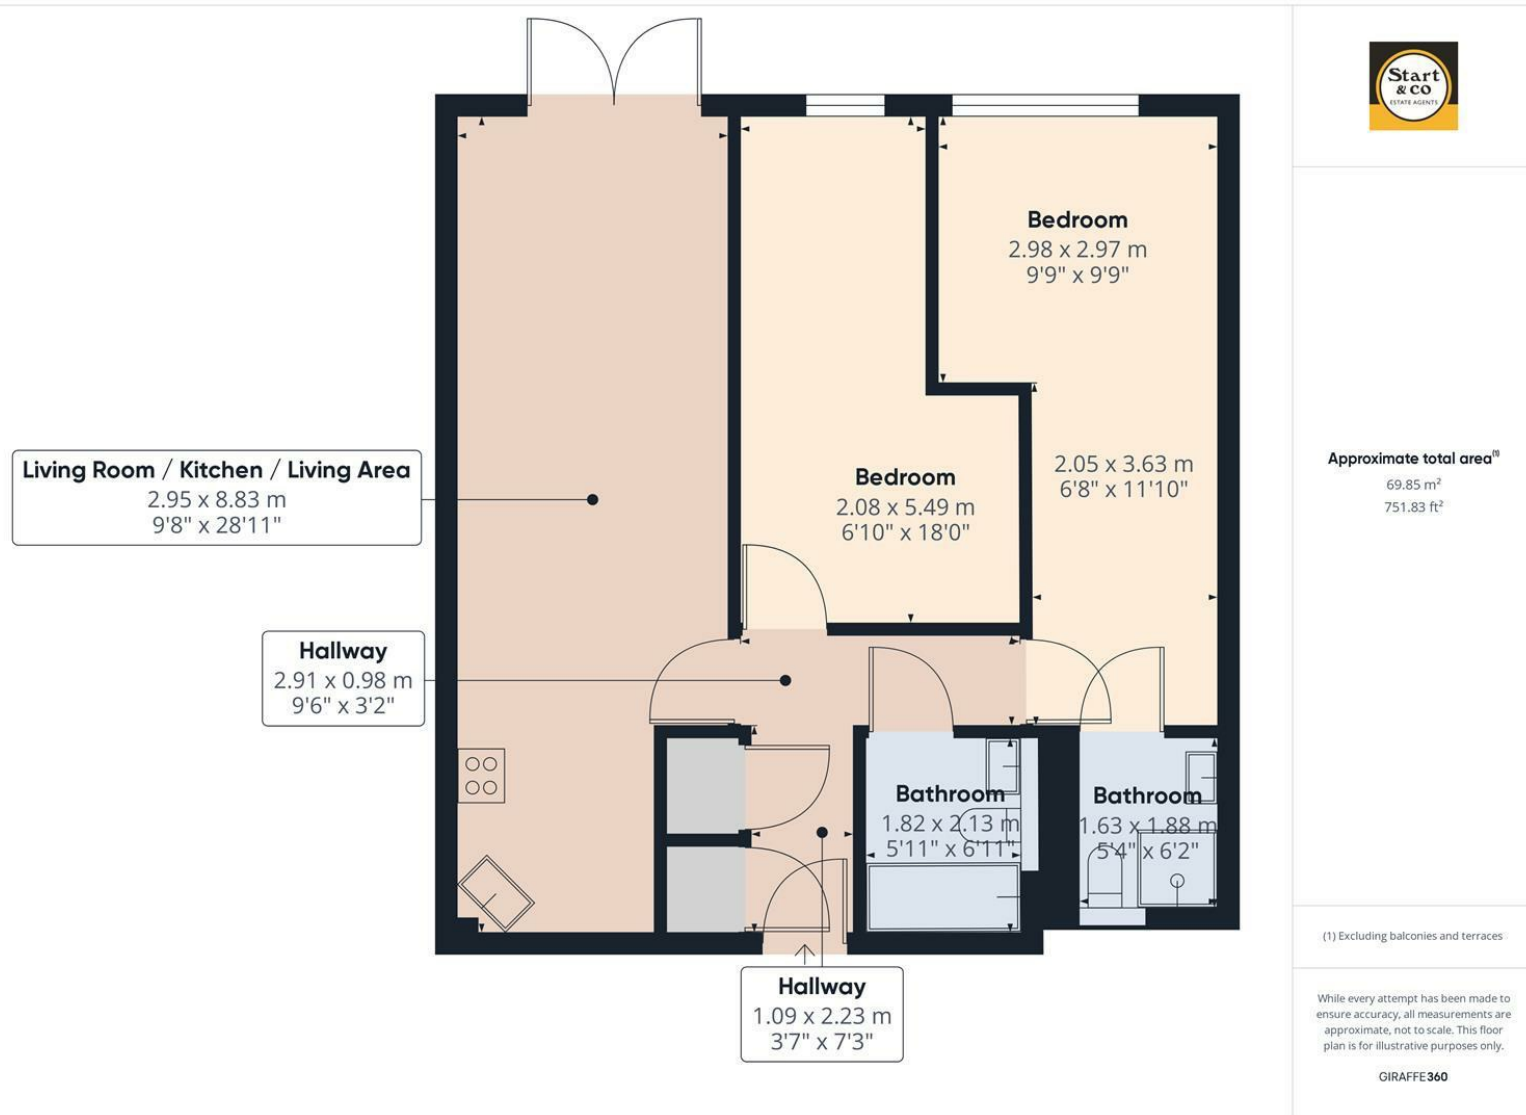 Start
& CO
ESTATE AGENTS
Bedroom
2.98 x 2.97 m
9'9" x 9'9"
Living Room / Kitchen / Living Area
2.95 x 8.83 m
9'8" x 28'11"
Bedroom
2.08 x 5.49 m
6'10" x 18'0"
2.05 x 3.63 m
6'8" x 11'10"
Approximate total area⁽¹⁾
69.85 m²
751.83 ft²
Hallway
2.91 x 0.98 m
9'6" x 3'2"
Bathroom
1.82 x 2.13 m
5'11" x 6'11"
Bathroom
1.63 x 1.88 m
5'4" x 6'2"
Hallway
1.09 x 2.23 m
3'7" x 7'3"
(1) Excluding balconies and terraces
While every attempt has been made to
ensure accuracy, all measurements are
approximate, not to scale. This floor
plan is for illustrative purposes only.
GIRAFFE360